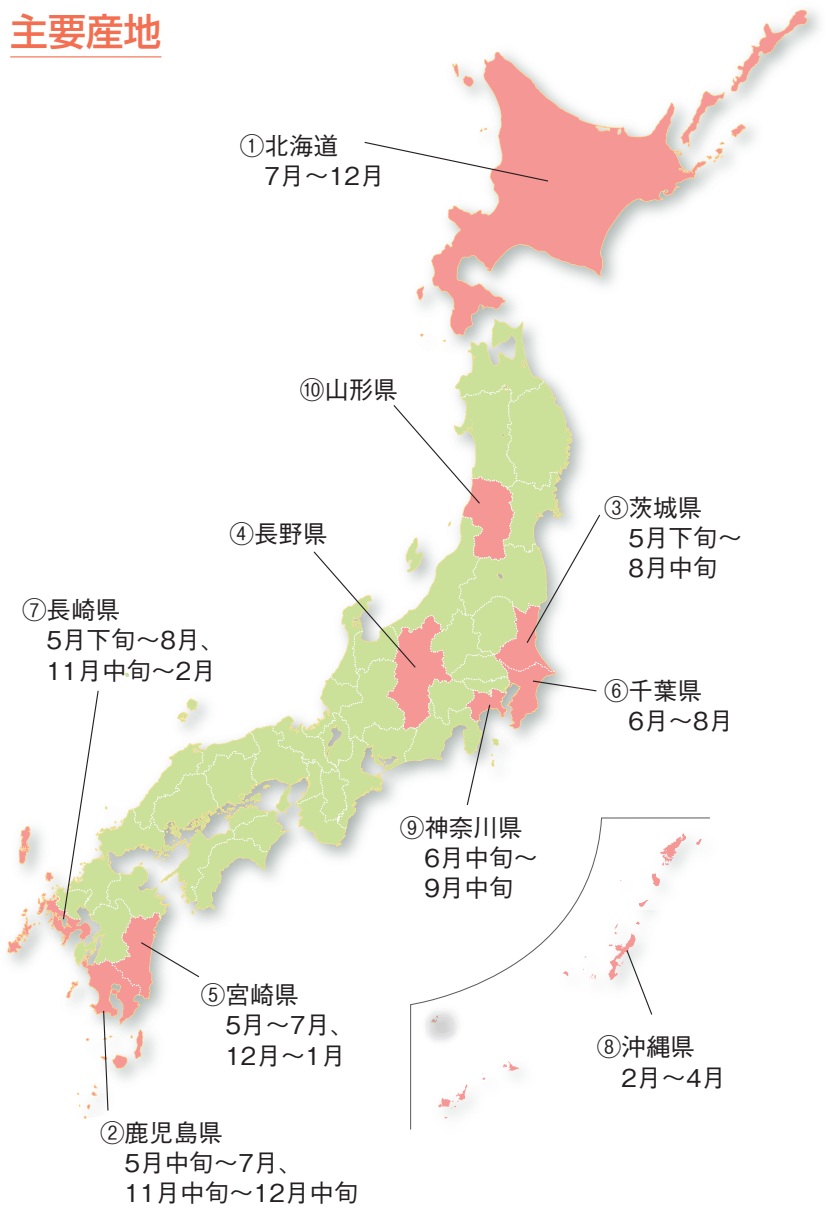 主要産地
①北海道
7月～12月
⑩山形県
③茨城県
5月下旬～
8月中旬
④長野県
⑦長崎県
5月下旬～8月、
11月中旬～2月
⑥千葉県
6月～8月
⑨神奈川県
6月中旬～
9月中旬
⑤宮崎県
5月～7月、
12月～1月
⑧沖縄県
2月～4月
②鹿児島県
5月中旬～7月、
11月中旬～12月中旬